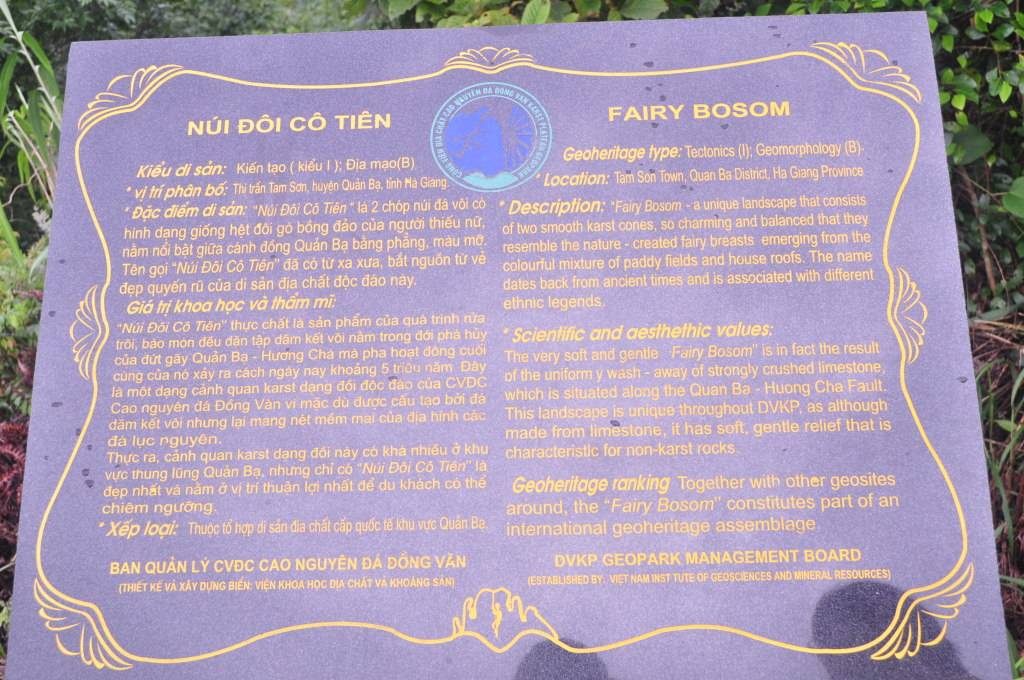 NÚI ĐÔI CÔ TIÊN
Kiểu di sản: Kiến tạo ( kiểu I ); Địa mạo(B)
* vị trí phân bố: Thị trấn Tam Sơn, huyện Quản Bạ, tỉnh Hà Giang.
* Đặc điểm di sản: "Núi Đôi Cô Tiên" là 2 chóp núi đá vôi có
hình dạng giống hệt đôi gò bồng đảo của người thiếu nữ,
nằm nổi bật giữa cánh đồng Quản Bạ bằng phẳng, màu mỡ.
Tên gọi "Núi Đôi Cô Tiên" đã có từ xa xưa, bắt nguồn từ vẻ
đẹp quyến rũ của di sản địa chất độc đáo này.
Giá trị khoa học và thẩm mĩ:
"Núi Đôi Cô Tiên" thực chất là sản phẩm của quá trình rửa
trôi, bào mòn đều đặn tập dăm kết vôi nằm trong đới phá hủy
của đứt gãy Quản Bạ - Hương Chà mà pha hoạt động cuối
cùng của nó xảy ra cách ngày nay khoảng 5 triệu năm. Đây
là một dạng cảnh quan karst dạng đồi độc đáo của CVĐC
Cao nguyên đá Đồng Văn vì mặc dù được cấu tạo bởi đá
dăm kết vôi nhưng lại mang nét mềm mại của địa hình các
đá lục nguyên.
Thực ra, cảnh quan karst dạng đồi này có khá nhiều ở khu
vực thung lũng Quản Bạ, nhưng chỉ có "Núi Đôi Cô Tiên" là
đẹp nhất và nằm ở vị trí thuận lợi nhất để du khách có thể
chiêm ngưỡng.
* Xếp loại: Thuộc tổ hợp di sản địa chất cấp quốc tế khu vực Quản Bạ.
BAN QUẢN LÝ CVĐC CAO NGUYÊN ĐÁ ĐỒNG VĂN
(THIẾT KẾ VÀ XÂY DỰNG BIỂN: VIỆN KHOA HỌC ĐỊA CHẤT VÀ KHOÁNG SẢN)
CÔNG VIÊN ĐỊA CHẤT CAO NGUYÊN ĐÁ ĐỒNG VĂN KARST PLATEAU GEOPARK
FAIRY BOSOM
Geoheritage type: Tectonics (I); Geomorphology (B).
* Location: Tam Son Town, Quan Ba District, Ha Giang Province
* Description: "Fairy Bosom - a unique landscape that consists
of two smooth karst cones, so charming and balanced that they
resemble the nature - created fairy breasts emerging from the
colourful mixture of paddy fields and house roofs. The name
dates back from ancient times and is associated with different
ethnic legends.
* Scientific and aesthethic values:
The very soft and gentle Fairy Bosom" is in fact the result
of the uniform y wash - away of strongly crushed limestone,
which is situated along the Quan Ba - Huong Cha Fault.
This landscape is unique throughout DVKP, as although
made from limestone, it has soft, gentle relief that is
characteristic for non-karst rocks.
Geoheritage ranking Together with other geosites
around, the "Fairy Bosom" constitutes part of an
international geoheritage assemblage
DVKP GEOPARK MANAGEMENT BOARD
(ESTABLISHED BY: VIET NAM INST TUTE OF GEOSCIENCES AND MINERAL RESOURCES)